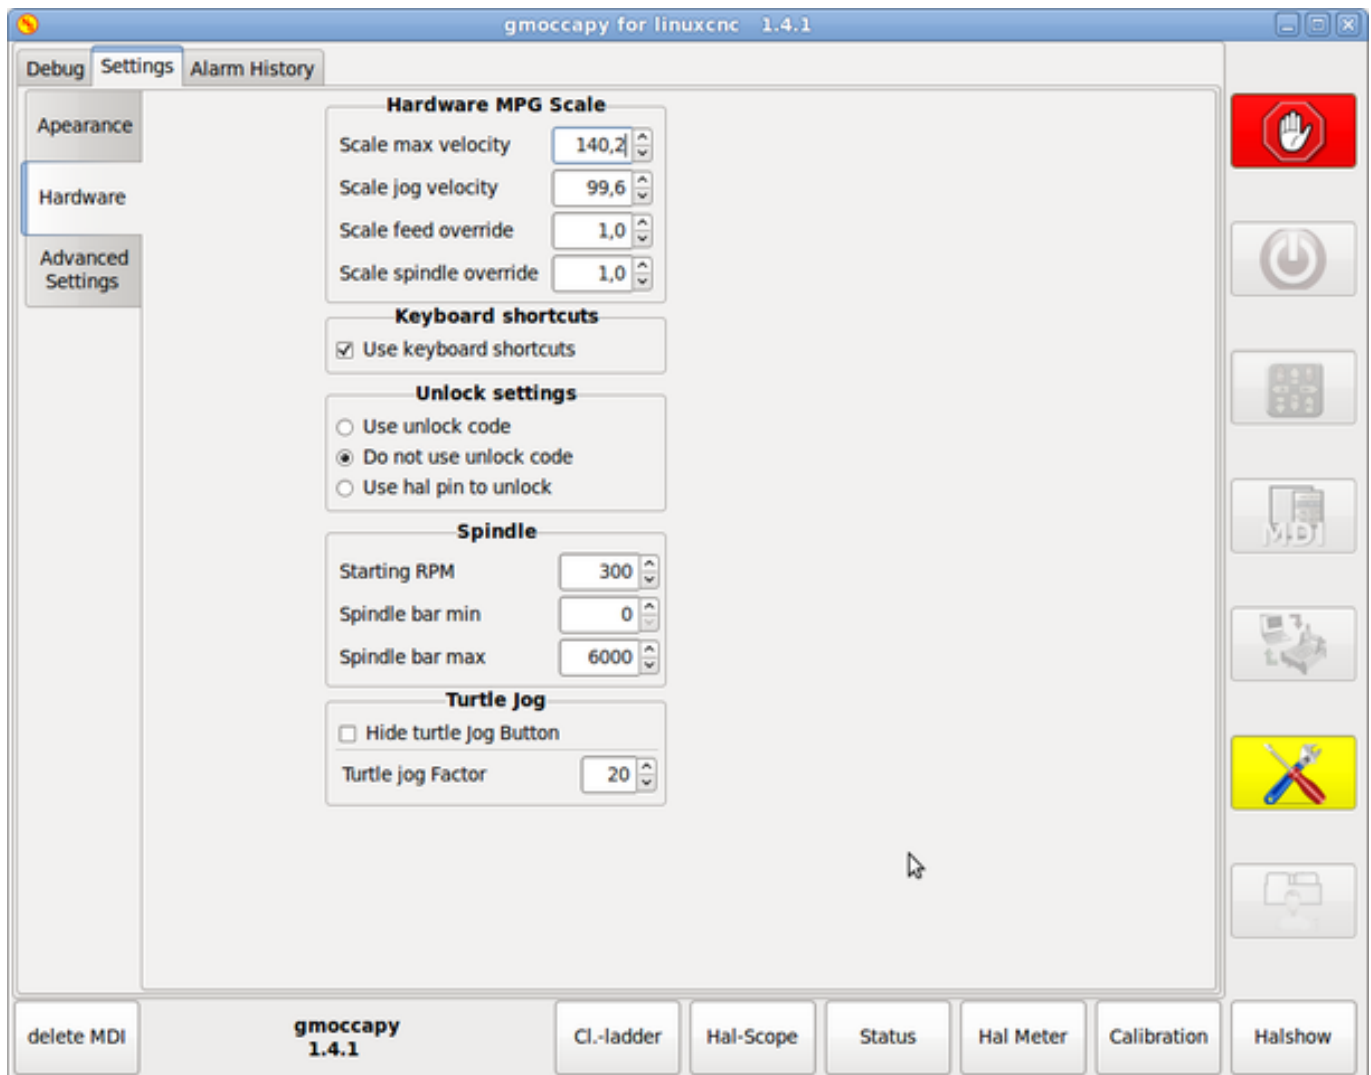 gmoccapy for linuxcnc 1.4.1
Debug
Settings
Alarm History
Apearance
Hardware
Advanced
Settings
Hardware MPG Scale
Scale max velocity 140,2
Scale jog velocity 99,6
Scale feed override 1,0
Scale spindle override 1,0
Keyboard shortcuts
Use keyboard shortcuts
Unlock settings
Use unlock code
Do not use unlock code
Use hal pin to unlock
Spindle
Starting RPM 300
Spindle bar min 0
Spindle bar max 6000
Turtle Jog
Hide turtle Jog Button
Turtle jog Factor 20
MDI
delete MDI
gmoccapy
1.4.1
Cl.-ladder
Hal-Scope
Status
Hal Meter
Calibration
Halshow